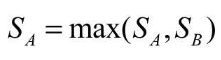 S_A = max(S_A, S_B)